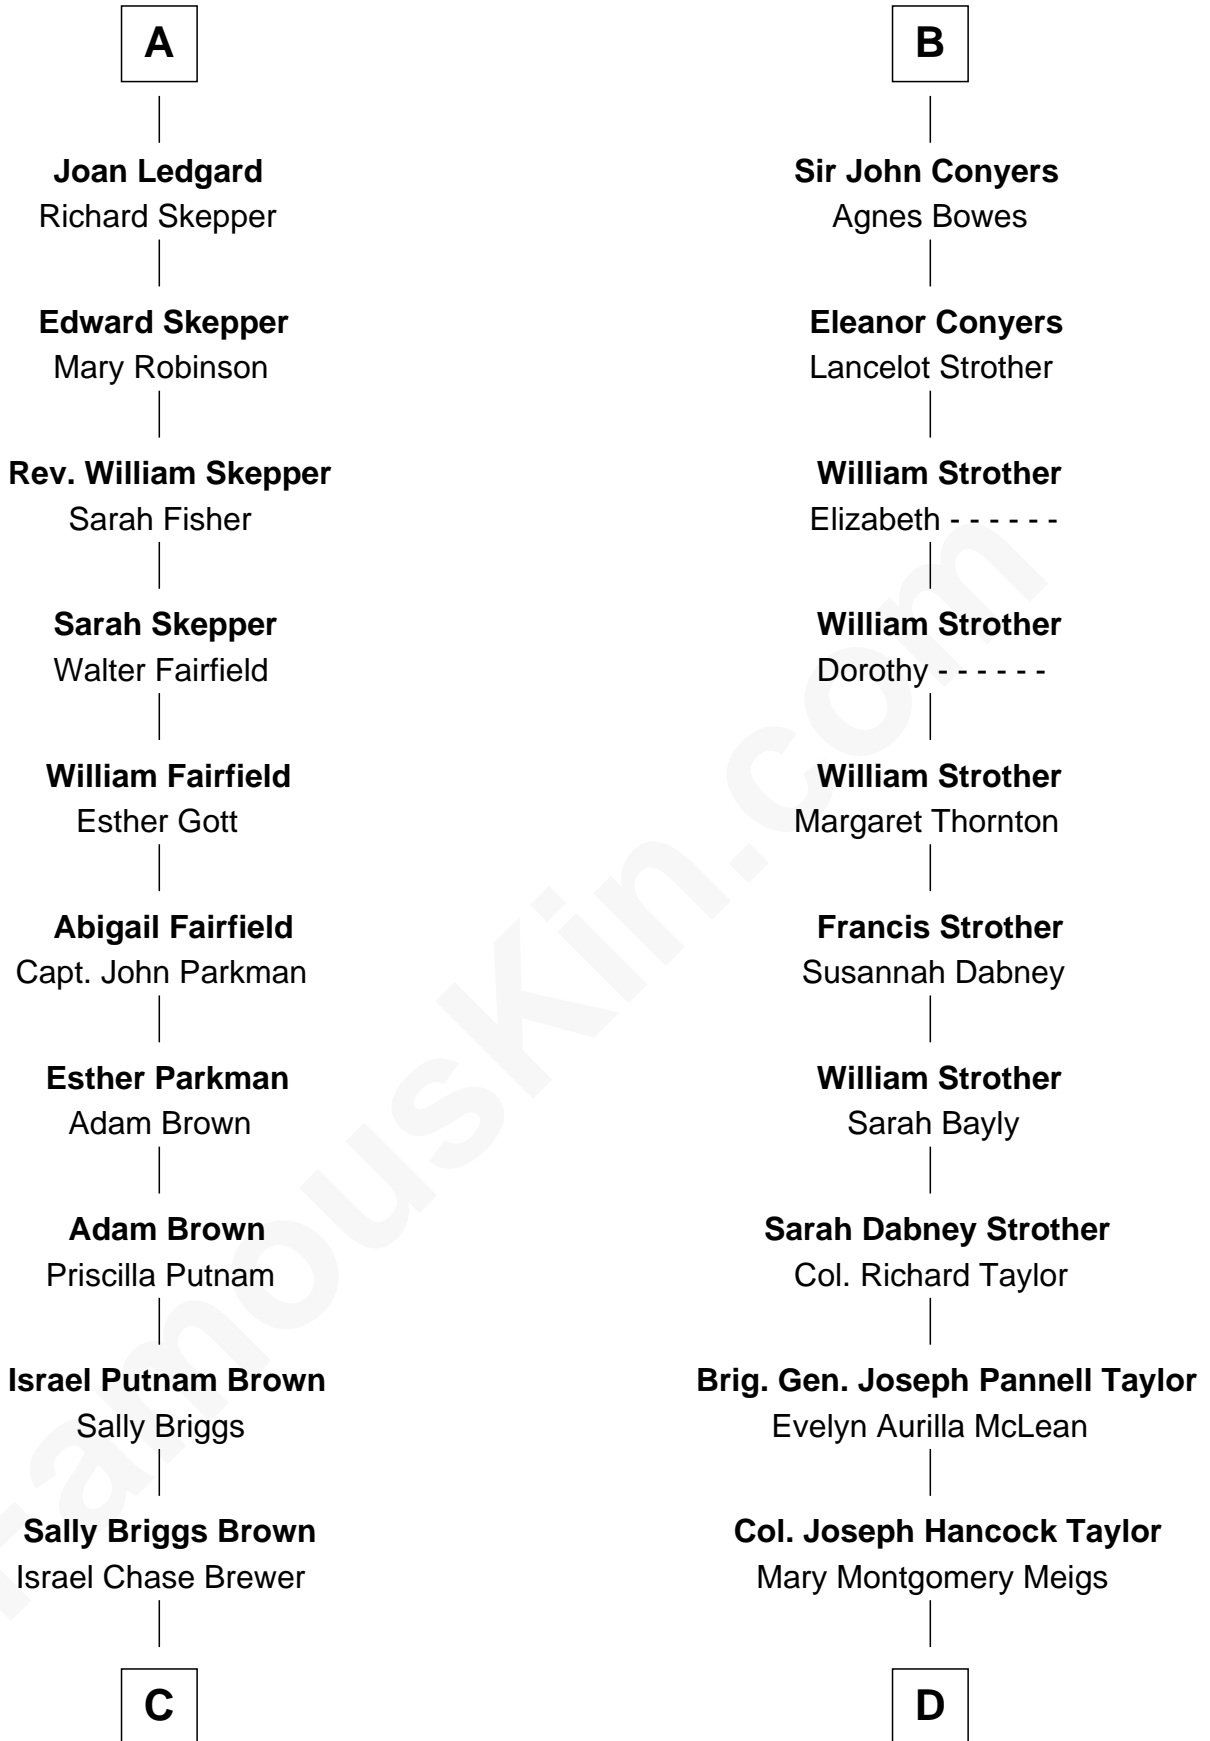 A
Joan Ledgard
Richard Skepper
Edward Skepper
Mary Robinson
Rev. William Skepper
Sarah Fisher
Sarah Skepper
Walter Fairfield
William Fairfield
Esther Gott
Abigail Fairfield
Capt. John Parkman
Esther Parkman
Adam Brown
Adam Brown
Priscilla Putnam
Israel Putnam Brown
Sally Briggs
Sally Briggs Brown
Israel Chase Brewer
C
B
Sir John Conyers
Agnes Bowes
Eleanor Conyers
Lancelot Strother
William Strother
Elizabeth - - - - - -
William Strother
Dorothy - - - - - -
William Strother
Margaret Thornton
Francis Strother
Susannah Dabney
William Strother
Sarah Bayly
Sarah Dabney Strother
Col. Richard Taylor
Brig. Gen. Joseph Pannell Taylor
Evelyn Aurilla McLean
Col. Joseph Hancock Taylor
Mary Montgomery Meigs
D
FamousKin.com